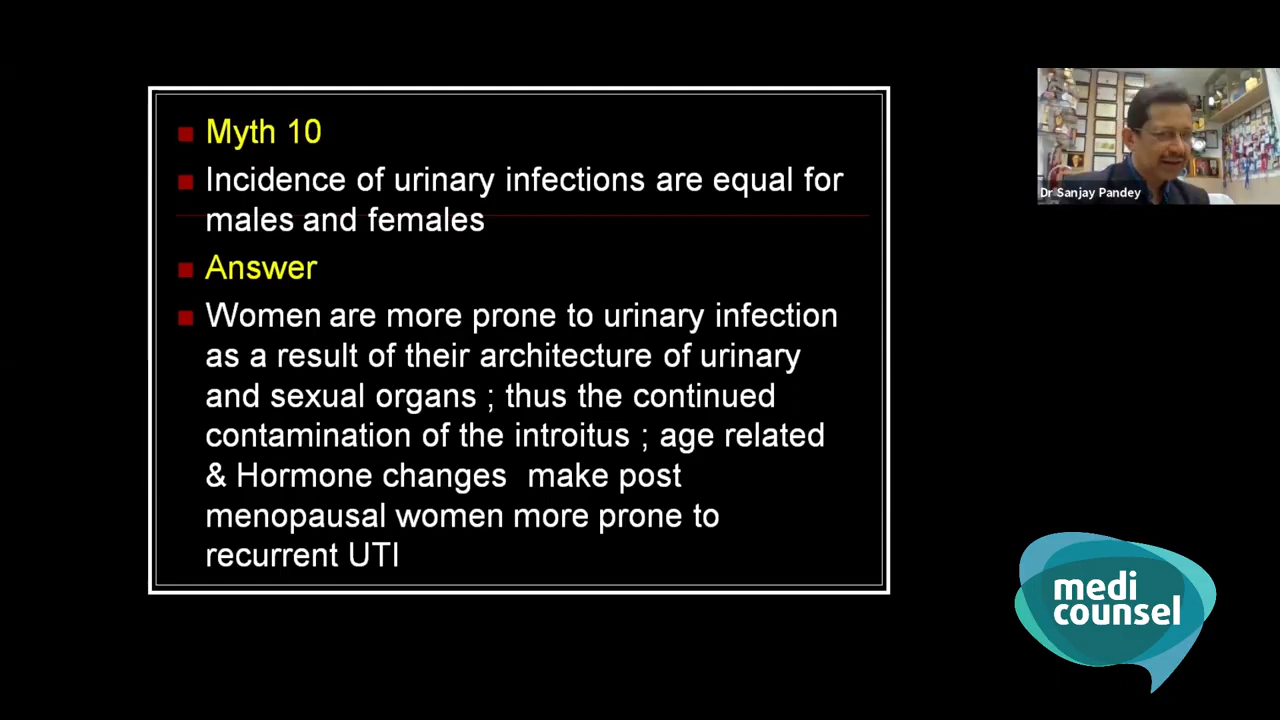 Myth 10
Incidence of urinary infections are equal for
males and females
Answer
Women are more prone to urinary infection
as a result of their architecture of urinary
and sexual organs ; thus the continued
contamination of the introitus ; age related
& Hormone changes make post
menopausal women more prone to
recurrent UTI
Dr Sanjay Pandey
medi
counsel